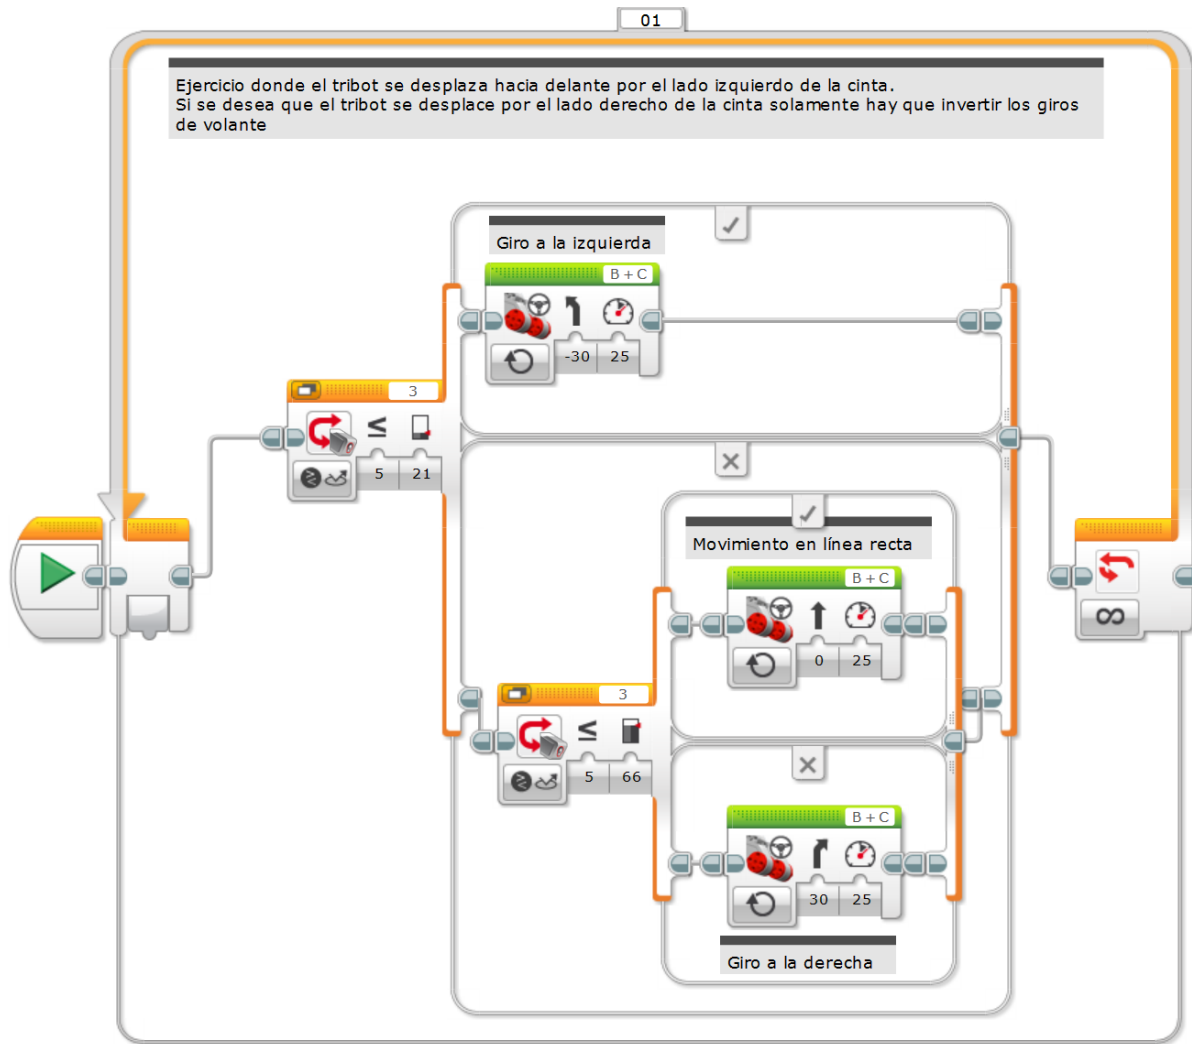 01
Ejercicio donde el tribot se desplaza hacia delante por el lado izquierdo de la cinta.
Si se desea que el tribot se desplace por el lado derecho de la cinta solamente hay que invertir los giros
de volante
Giro a la izquierda
B + C
-30 25
3
≤
5 21
Movimiento en línea recta
B + C
0 25
3
≤
5 66
B + C
30 25
Giro a la derecha
∞